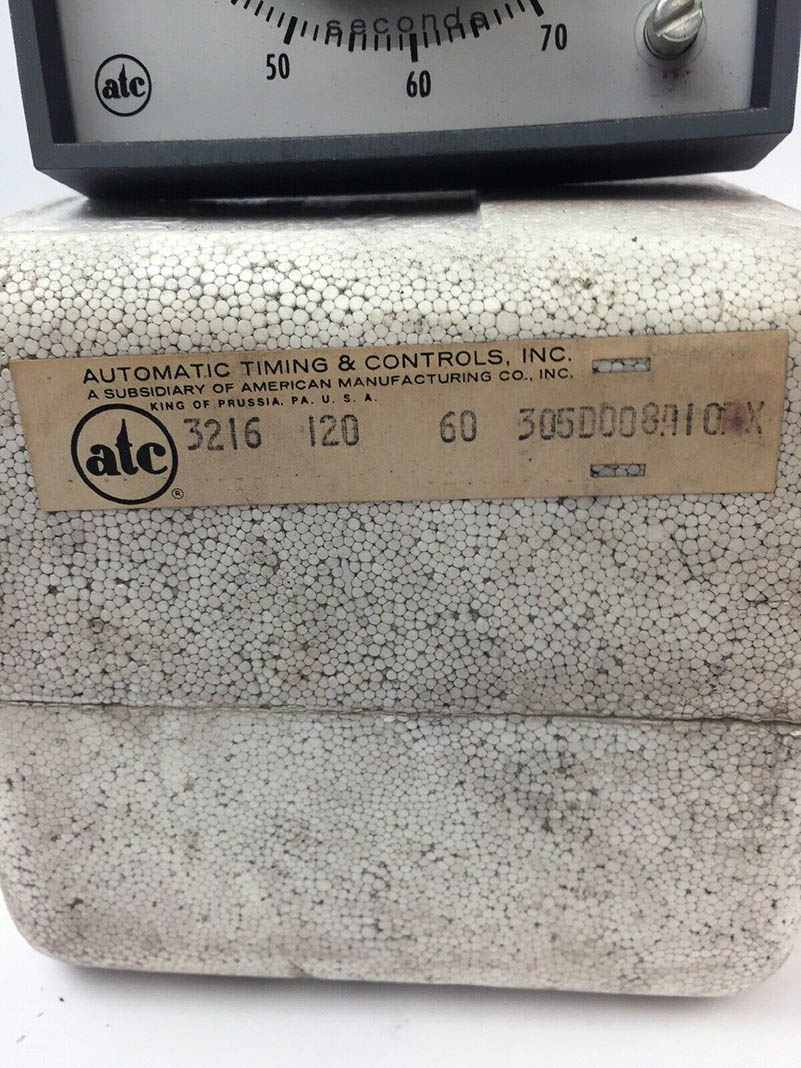 seconds
50 60 70
atc
AUTOMATIC TIMING & CONTROLS, INC.
A SUBSIDIARY OF AMERICAN MANUFACTURING CO., INC.
KING OF PRUSSIA, PA. U. S. A.
atc ®
3216 120 60